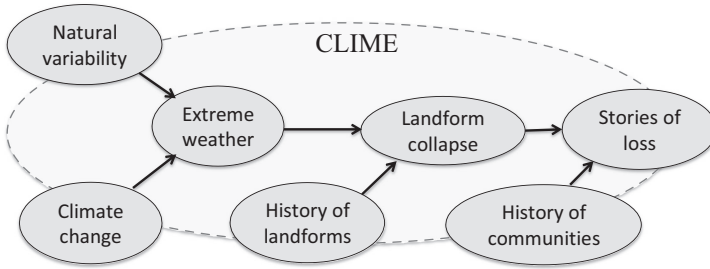 Natural
variability
CLIME
Extreme
weather
Landform
collapse
Stories of
loss
Climate
change
History of
landforms
History of
communities